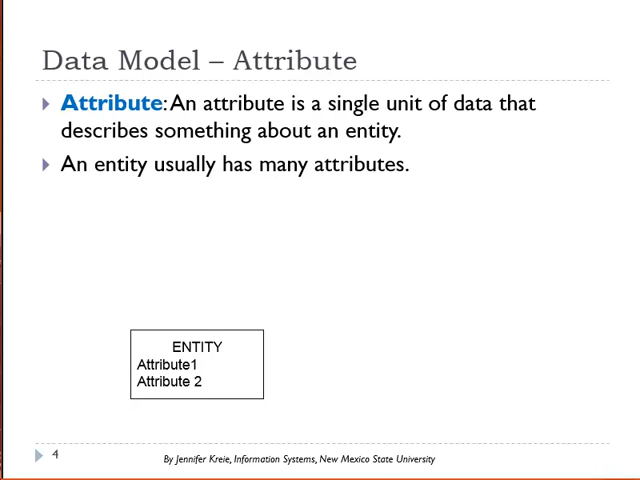 Data Model – Attribute
Attribute: An attribute is a single unit of data that
describes something about an entity.
An entity usually has many attributes.
ENTITY
Attribute1
Attribute 2
4
By Jennifer Kreie, Information Systems, New Mexico State University